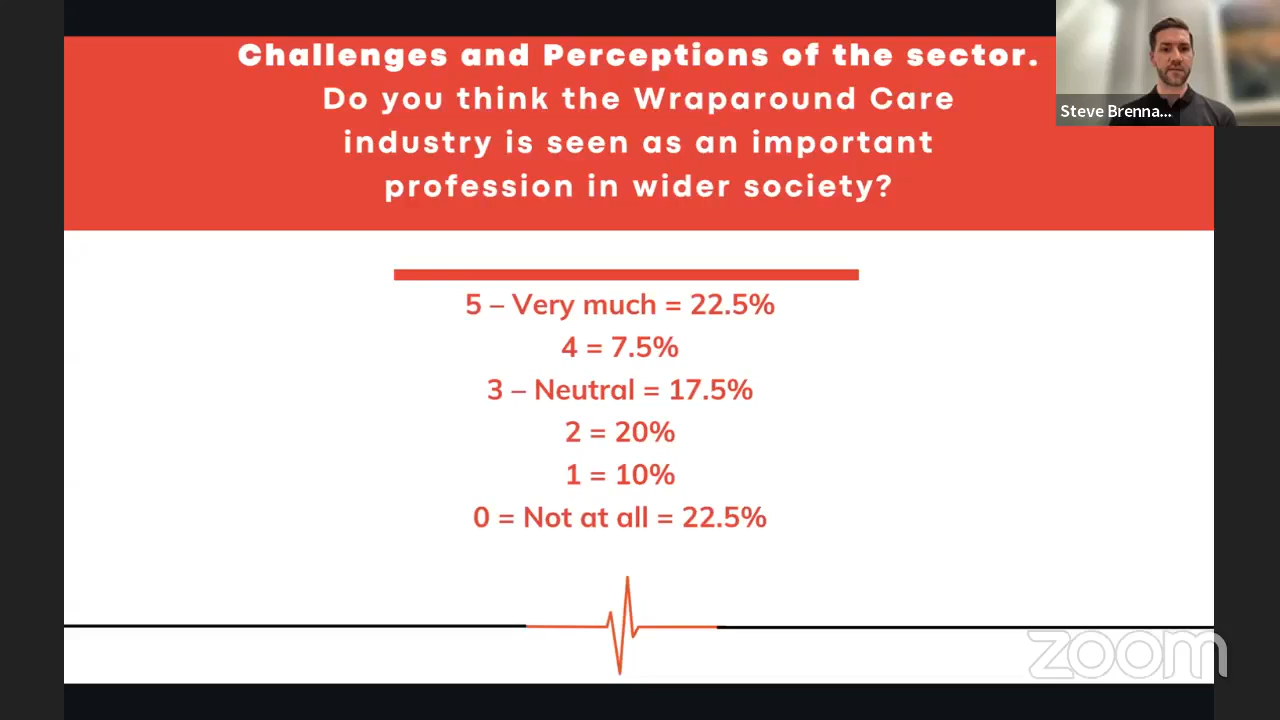 Challenges and Perceptions of the sector.
Do you think the Wraparound Care
industry is seen as an important
profession in wider society?
Steve Brenna...
5 – Very much = 22.5%
4 = 7.5%
3 – Neutral = 17.5%
2 = 20%
1 = 10%
0 = Not at all = 22.5%
zoom